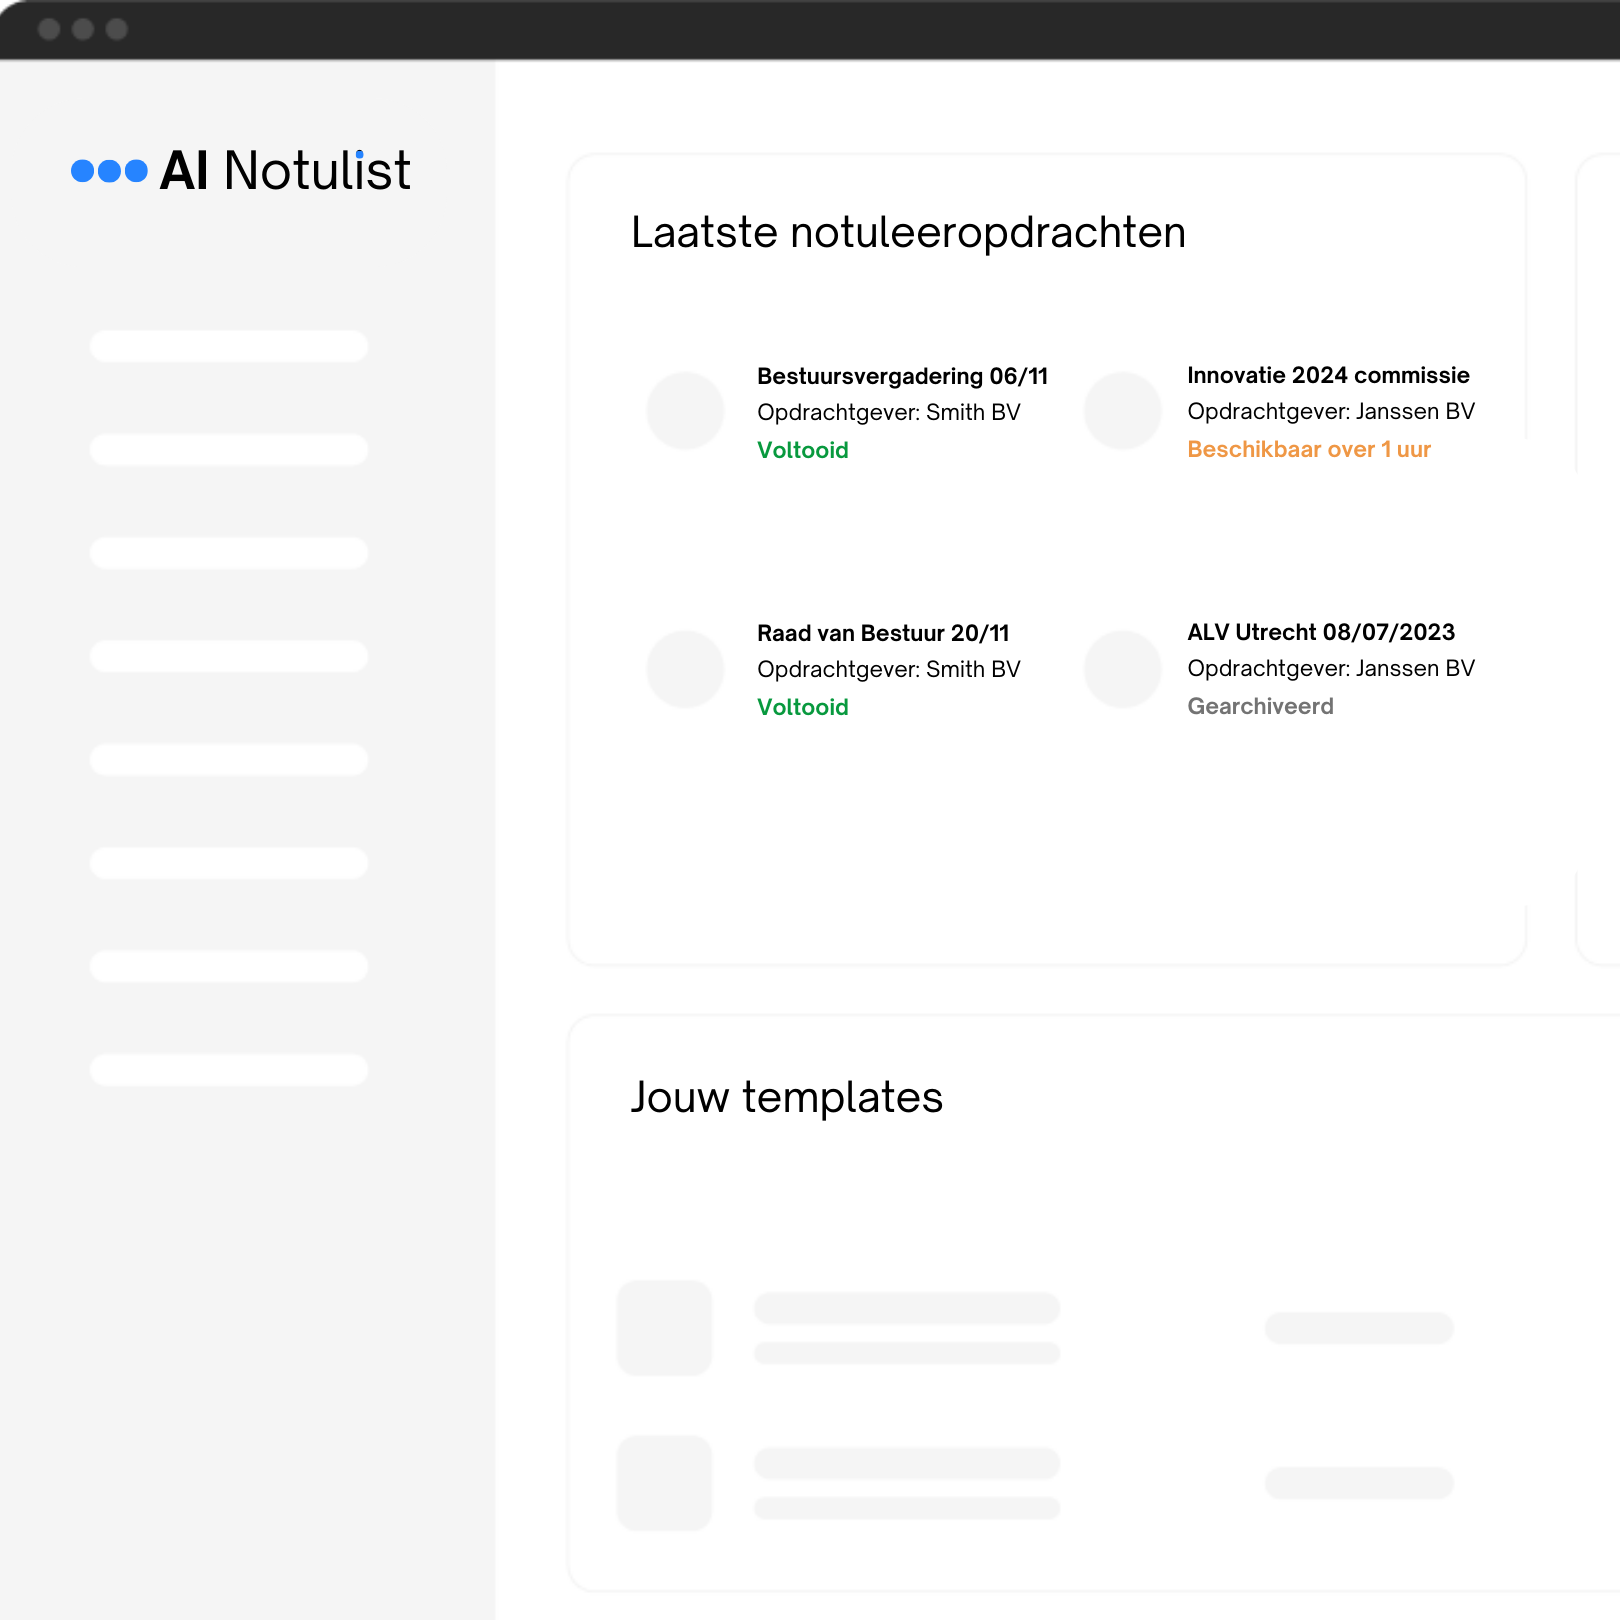 AI Notulist
Laatste notuleeropdrachten
Bestuursvergadering 06/11
Opdrachtgever: Smith BV
Voltooid
Innovatie 2024 commissie
Opdrachtgever: Janssen BV
Beschikbaar over 1 uur
Raad van Bestuur 20/11
Opdrachtgever: Smith BV
Voltooid
ALV Utrecht 08/07/2023
Opdrachtgever: Janssen BV
Gearchiveerd
Jouw templates